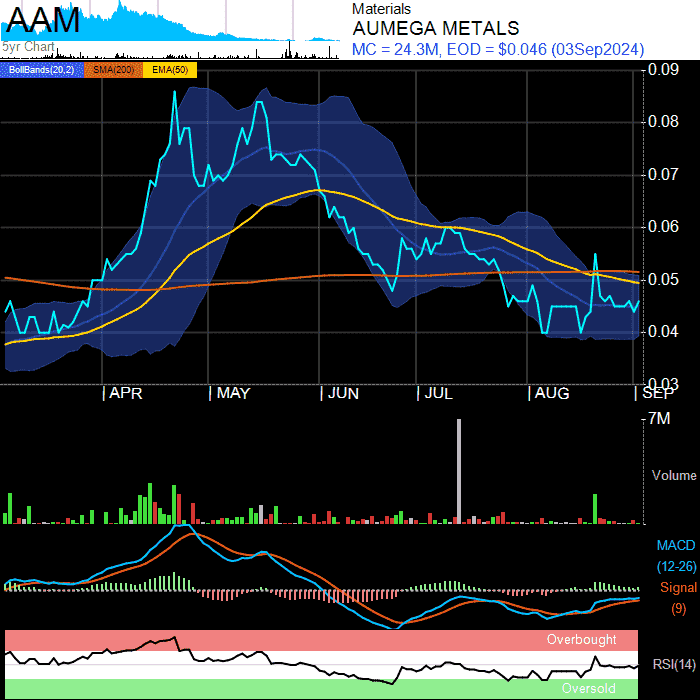 AAM
5yr Chart
Materials
AUMEGA METALS
MC = 24.3M, EOD = $0.046 (03Sep2024)
BollBands(20,2) SMA(200) EMA(50)
0.09
0.08
0.07
0.06
0.05
0.04
0.03
APR MAY JUN JUL AUG SEP
7M
Volume
MACD
(12-26)
Signal
(9)
Overbought
RSI(14)
Oversold